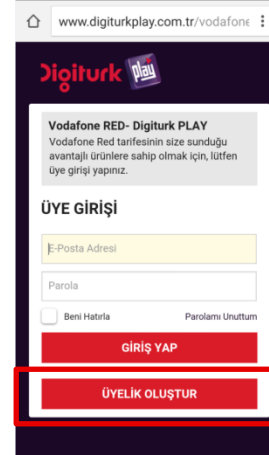 www.digiturkplay.com.tr/vodafone
Digiturk play
Vodafone RED- Digiturk PLAY
Vodafone Red tarifesinin size sunduğu
avantajlı ürünlere sahip olmak için, lütfen
üye girişi yapınız.
ÜYE GİRİŞİ
E-Posta Adresi
Parola
Beni Hatırla Parolamı Unuttum
GİRİŞ YAP
ÜYELİK OLUŞTUR